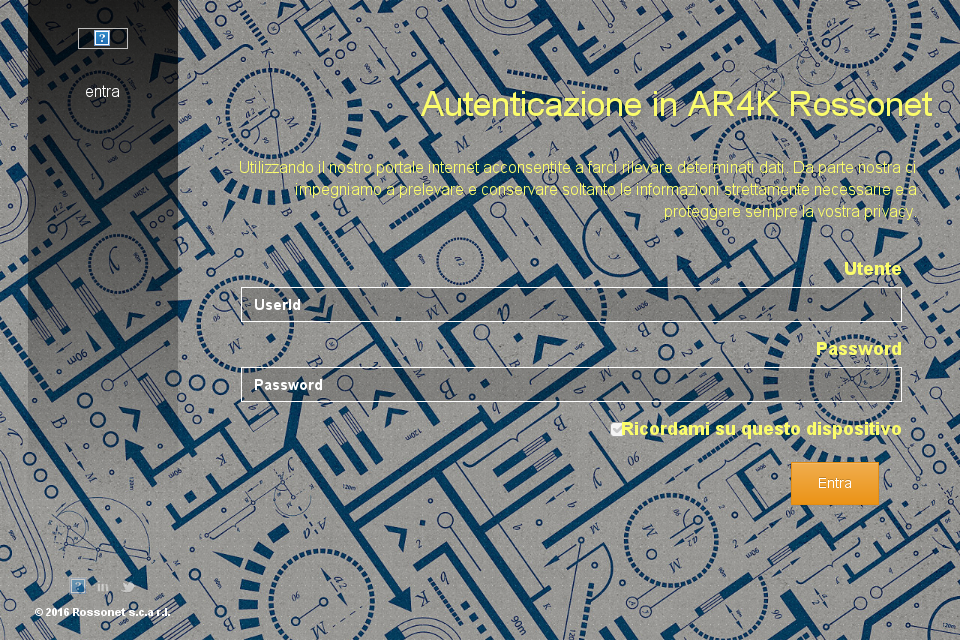 entra
Autenticazione in AR4K Rossonet
Utilizzando il nostro portale internet acconsentite a farci rilevare determinati dati. Da parte nostra ci
impegniamo a prelevare e conservare soltanto le informazioni strettamente necessarie e a
proteggere sempre la vostra privacy.
Utente
UserId
Password
Password
Ricordami su questo dispositivo
Entra
© 2016 Rossonet s.c.a r.l.